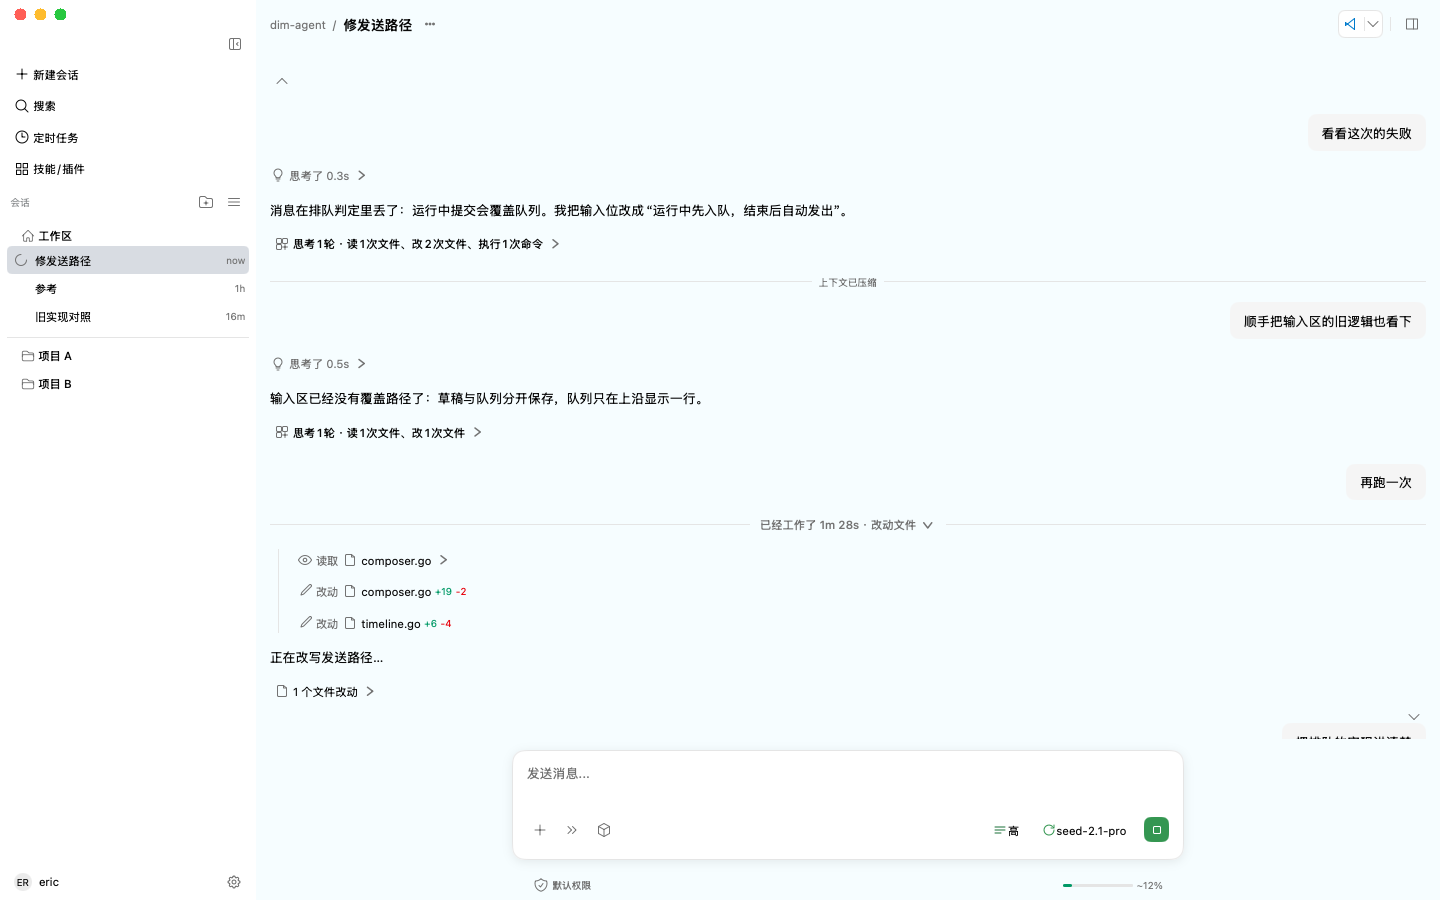 dim-agent / 修发送路径
新建会话
搜索
定时任务
技能/插件
会话
工作区
修发送路径 now
参考 1h
旧实现对照 16m
项目 A
项目 B
ER eric
看看这次的失败
思考了 0.3s
消息在排队判定里丢了：运行中提交会覆盖队列。我把输入位改成“运行中先入队，结束后自动发出”。
思考1轮 · 读1次文件、改2次文件、执行1次命令
上下文已压缩
顺手把输入区的旧逻辑也看下
思考了 0.5s
输入区已经没有覆盖路径了：草稿与队列分开保存，队列只在上沿显示一行。
思考1轮 · 读1次文件、改1次文件
再跑一次
已经工作了 1m 28s · 改动文件
读取 composer.go
改动 composer.go +19 -2
改动 timeline.go +6 -4
正在改写发送路径...
1 个文件改动
发送消息...
高 seed-2.1-pro
默认权限 ~12%